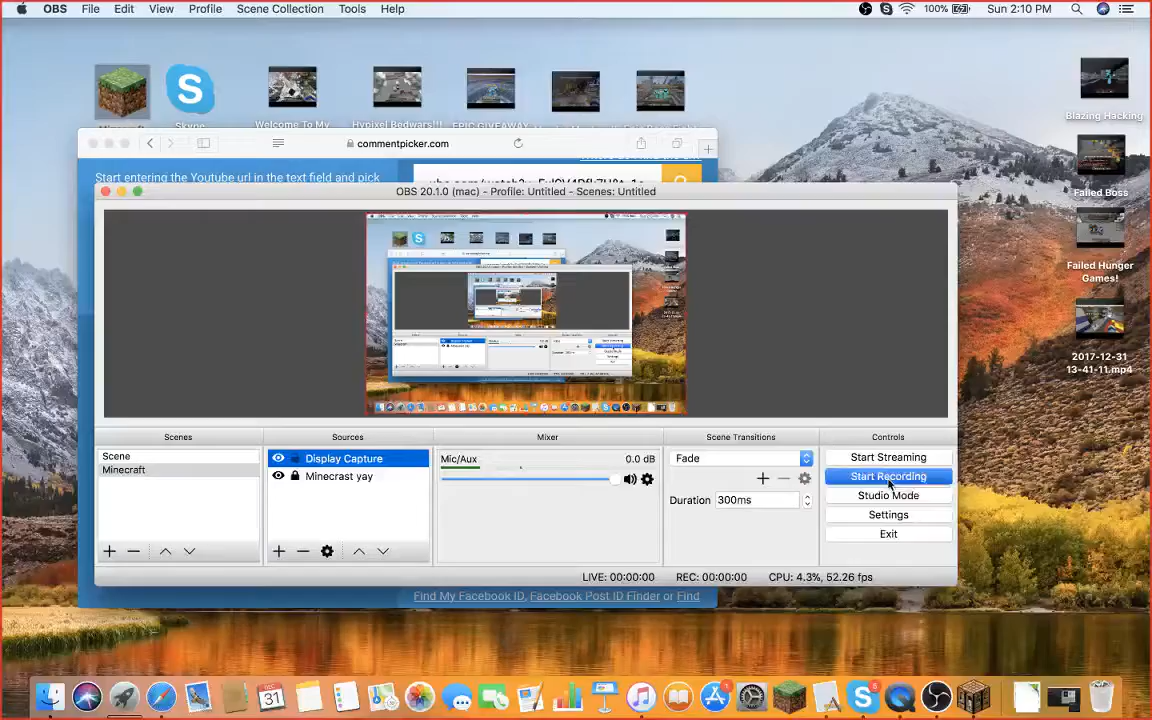 OBS File Edit View Profile Scene Collection Tools Help
100% Sun 2:10 PM
Skype
Welcome To My
Hypixel Bedwars!!!
EPIC GIVEAWAY
Blazing Hacking
Failed Boss
Failed Hunger
Games!
2017-12-31
13-41-11.mp4
commentpicker.com
Start entering the Youtube url in the text field and pick
OBS 20.1.0 (mac) - Profile: Untitled - Scenes: Untitled
Scenes Sources Mixer Scene Transitions Controls
Scene
Minecraft
Display Capture
Minecrast yay
Mic/Aux 0.0 dB
Fade
Duration 300ms
Start Streaming
Start Recording
Studio Mode
Settings
Exit
LIVE: 00:00:00 REC: 00:00:00 CPU: 4.3%, 52.26 fps
Find My Facebook ID, Facebook Post ID Finder or Find
31